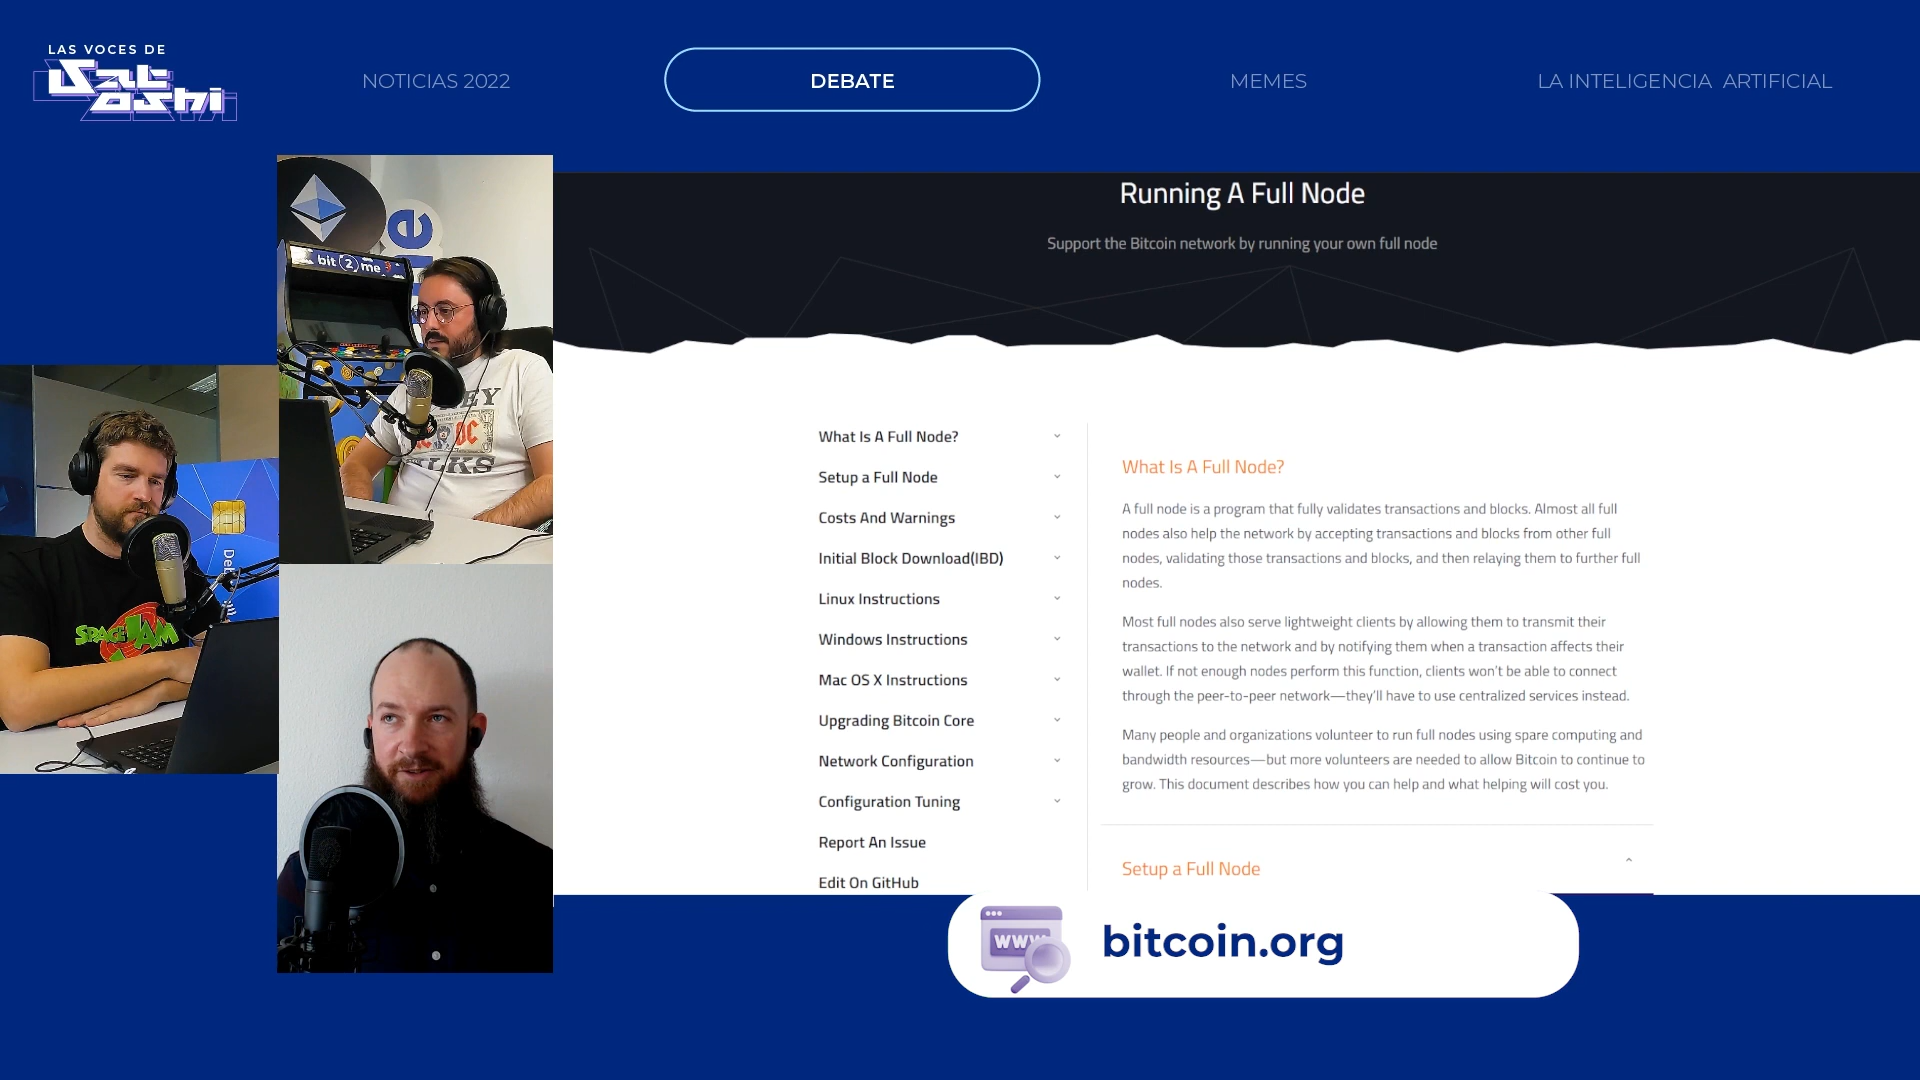 LAS VOCES DE
Satoshi
NOTICIAS 2022
DEBATE
MEMES
LA INTELIGENCIA ARTIFICIAL
bit 2 me
me
SPACE JAM
Running A Full Node
Support the Bitcoin network by running your own full node
What Is A Full Node?
Setup a Full Node
Costs And Warnings
Initial Block Download(IBD)
Linux Instructions
Windows Instructions
Mac OS X Instructions
Upgrading Bitcoin Core
Network Configuration
Configuration Tuning
Report An Issue
Edit On GitHub
What Is A Full Node?
A full node is a program that fully validates transactions and blocks. Almost all full
nodes also help the network by accepting transactions and blocks from other full
nodes, validating those transactions and blocks, and then relaying them to further full
nodes.
Most full nodes also serve lightweight clients by allowing them to transmit their
transactions to the network and by notifying them when a transaction affects their
wallet. If not enough nodes perform this function, clients won’t be able to connect
through the peer-to-peer network—they’ll have to use centralized services instead.
Many people and organizations volunteer to run full nodes using spare computing and
bandwidth resources—but more volunteers are needed to allow Bitcoin to continue to
grow. This document describes how you can help and what helping will cost you.
Setup a Full Node
WWW
bitcoin.org